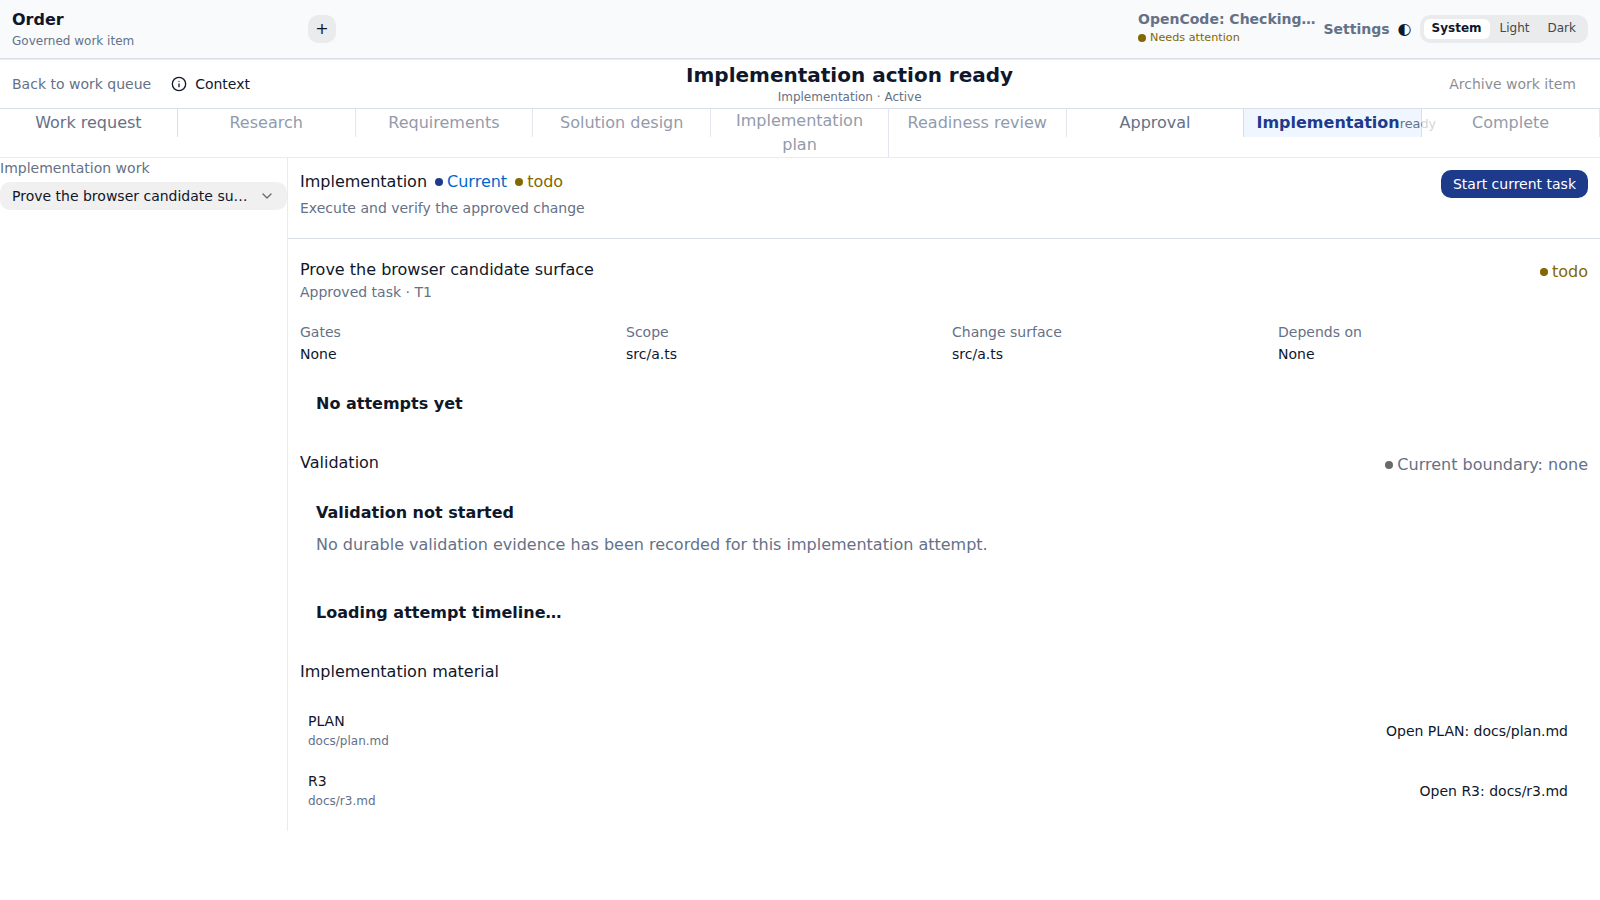 Order
Governed work item
+
OpenCode: Checking…
Needs attention
Settings
System
Light
Dark
Back to work queue
Context
Implementation action ready
Implementation · Active
Archive work item
Work request
Research
Requirements
Solution design
Implementation
plan
Readiness review
Approval
Implementation ready
Complete
Implementation work
Prove the browser candidate su…
Implementation
Current
todo
Execute and verify the approved change
Start current task
Prove the browser candidate surface
todo
Approved task · T1
Gates
Scope
Change surface
Depends on
None
src/a.ts
src/a.ts
None
No attempts yet
Validation
Current boundary: none
Validation not started
No durable validation evidence has been recorded for this implementation attempt.
Loading attempt timeline…
Implementation material
PLAN
docs/plan.md
Open PLAN: docs/plan.md
R3
docs/r3.md
Open R3: docs/r3.md